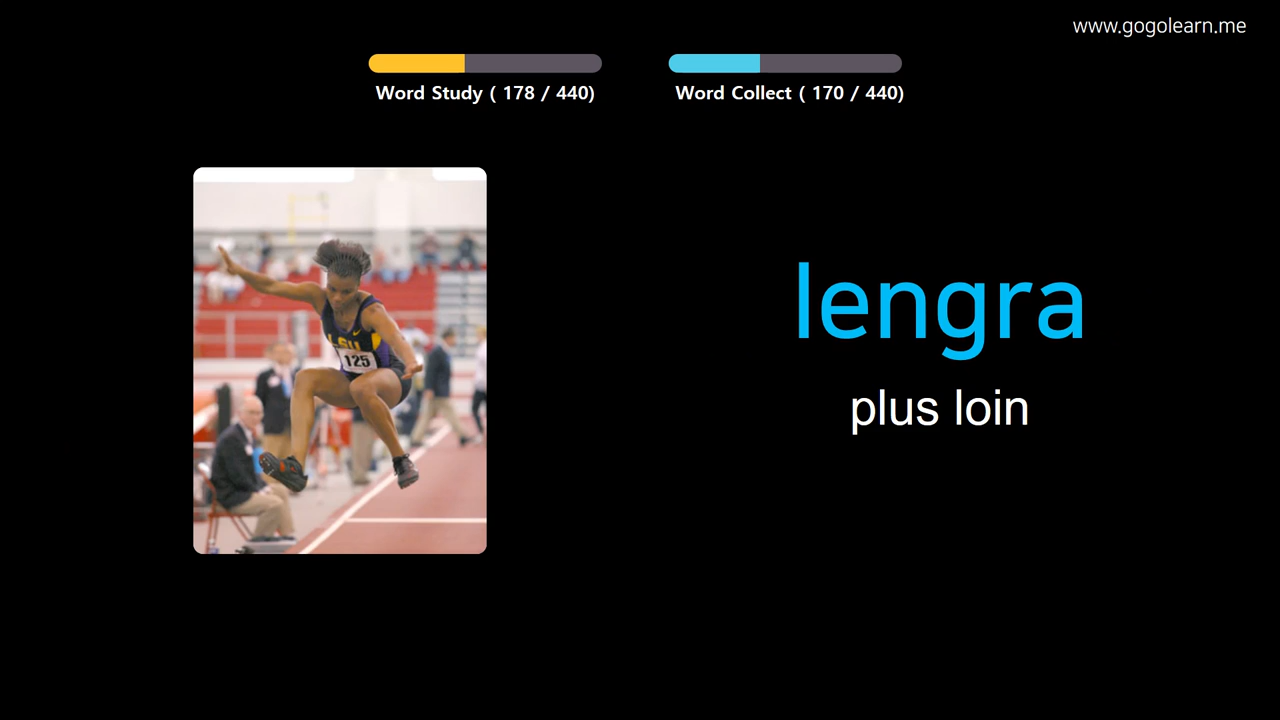 www.gogolearn.me
Word Study ( 178 / 440)
Word Collect ( 170 / 440)
LSU
125
lengra
plus loin